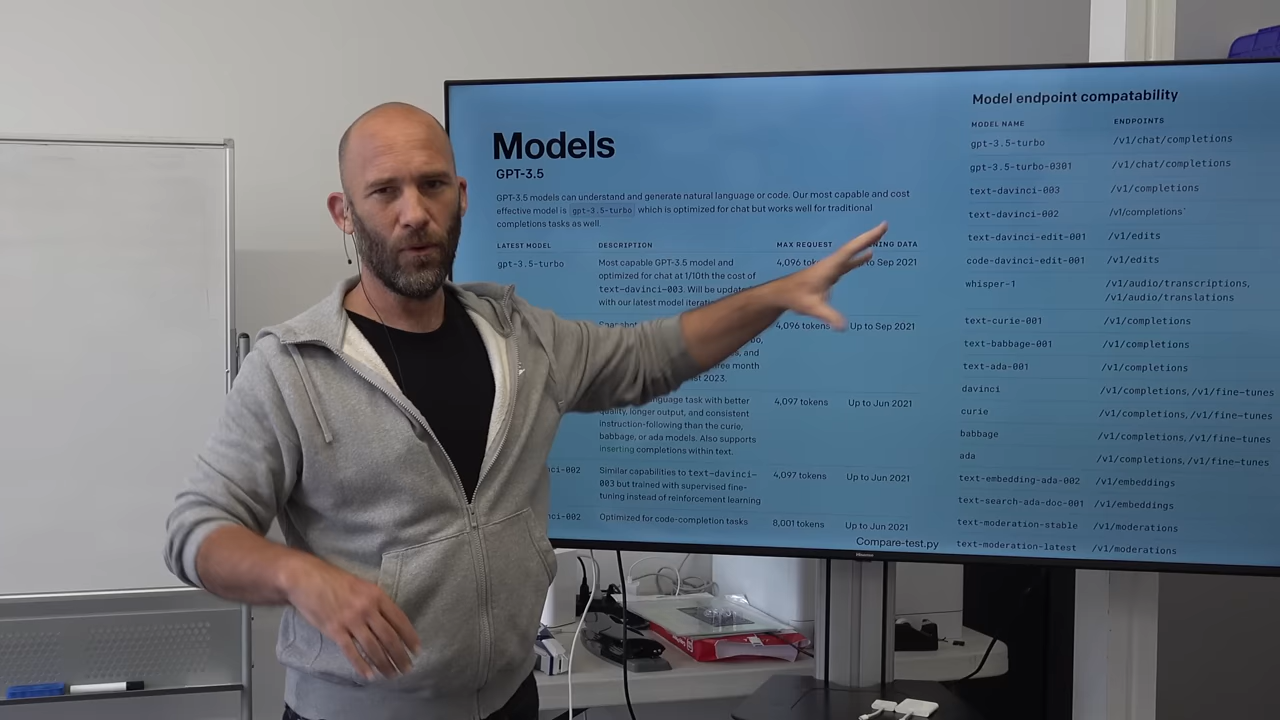 Models
GPT-3.5
GPT-3.5 models can understand and generate natural language or code. Our most capable and cost
effective model is gpt-3.5-turbo which is optimized for chat but works well for traditional
completions tasks as well.
LATEST MODEL DESCRIPTION MAX REQUEST DATA
gpt-3.5-turbo Most capable GPT-3.5 model and 4,096 to Sep 2021
optimized for chat at 1/10th the cost of
text-davinci-003. Will be
with our latest model
4,096 Up to Sep 2021
and
month
2023.
language task with better 4,097 tokens Up to Jun 2021
quality, longer output, and consistent
instruction-following than the curie,
babbage, or ada models. Also supports
inserting completions within text.
Similar capabilities to text-davinci- 4,097 tokens Up to Jun 2021
003 but trained with supervised fine-
tuning instead of reinforcement learning
Optimized for code-completion tasks 8,001 tokens Up to Jun 2021
Compare-test.py
Model endpoint compatability
MODEL NAME ENDPOINTS
gpt-3.5-turbo /v1/chat/completions
gpt-3.5-turbo-0301 /v1/chat/completions
text-davinci-003 /v1/completions
text-davinci-002 /v1/completions`
text-davinci-edit-001 /v1/edits
code-davinci-edit-001 /v1/edits
whisper-1 /v1/audio/transcriptions,
/v1/audio/translations
text-curie-001 /v1/completions
text-babbage-001 /v1/completions
text-ada-001 /v1/completions
davinci /v1/completions, /v1/fine-tunes
curie /v1/completions, /v1/fine-tunes
babbage /v1/completions, /v1/fine-tunes
ada /v1/completions, /v1/fine-tunes
text-embedding-ada-002 /v1/embeddings
text-search-ada-doc-001 /v1/embeddings
text-moderation-stable /v1/moderations
text-moderation-latest /v1/moderations
Hisense